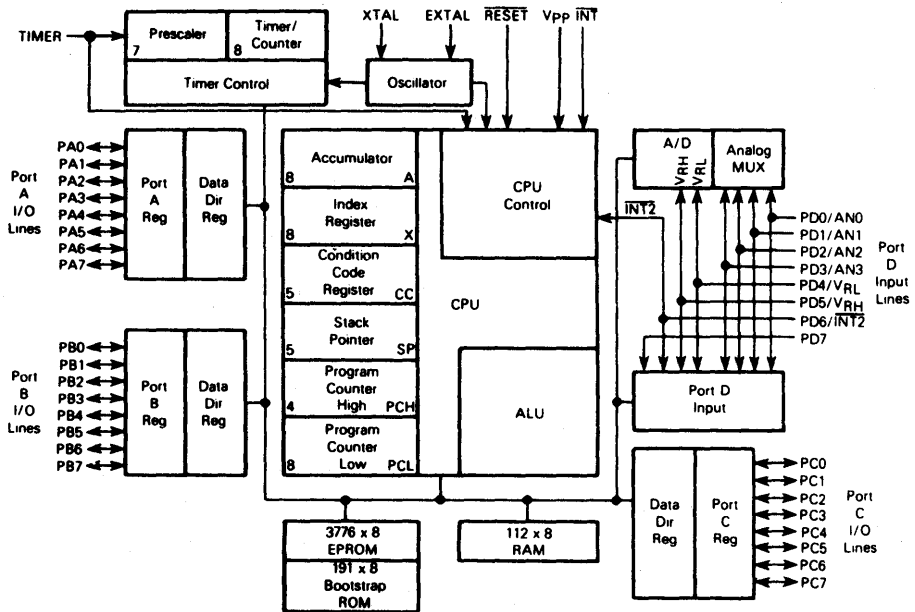 XTAL EXTAL RESET VPP INT
TIMER
Prescaler
7
Timer/
Counter
8
Timer Control
Oscillator
Port
A
I/O
Lines
PA0
PA1
PA2
PA3
PA4
PA5
PA6
PA7
Port
A
Reg
Data
Dir
Reg
Accumulator
8 A
Index
Register
8 X
Condition
Code
Register
5 CC
Stack
Pointer
5 SP
Program
Counter
4 High PCH
Program
Counter
8 Low PCL
CPU
Control
CPU
ALU
INT2
A/D
VRH
VRL
Analog
MUX
PD0/AN0
PD1/AN1
PD2/AN2
PD3/AN3
PD4/VRL
PD5/VRH
PD6/INT2
PD7
Port
D
Input
Lines
Port D
Input
Port
B
I/O
Lines
PB0
PB1
PB2
PB3
PB4
PB5
PB6
PB7
Port
B
Reg
Data
Dir
Reg
3776 x 8
EPROM
191 x 8
Bootstrap
ROM
112 x 8
RAM
Data
Dir
Reg
Port
C
Reg
PC0
PC1
PC2
PC3
PC4
PC5
PC6
PC7
Port
C
I/O
Lines